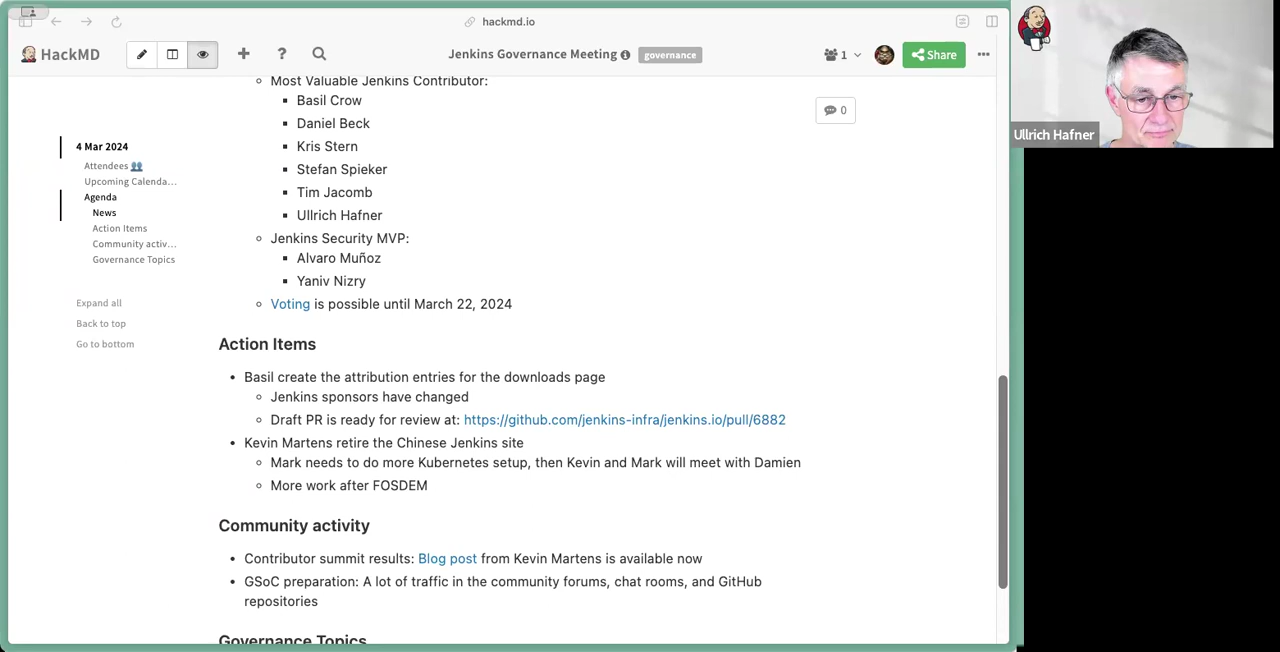 hackmd.io
HackMD
Jenkins Governance Meeting
governance
1
Share
Most Valuable Jenkins Contributor:
Basil Crow
Daniel Beck
Kris Stern
Stefan Spieker
Tim Jacomb
Ullrich Hafner
Jenkins Security MVP:
Alvaro Muñoz
Yaniv Nizry
Voting is possible until March 22, 2024
0
4 Mar 2024
Attendees
Upcoming Calenda…
Agenda
News
Action Items
Community activ…
Governance Topics
Expand all
Back to top
Go to bottom
Action Items
Basil create the attribution entries for the downloads page
Jenkins sponsors have changed
Draft PR is ready for review at: https://github.com/jenkins-infra/jenkins.io/pull/6882
Kevin Martens retire the Chinese Jenkins site
Mark needs to do more Kubernetes setup, then Kevin and Mark will meet with Damien
More work after FOSDEM
Community activity
Contributor summit results: Blog post from Kevin Martens is available now
GSoC preparation: A lot of traffic in the community forums, chat rooms, and GitHub
repositories
Governance Topics
Ullrich Hafner